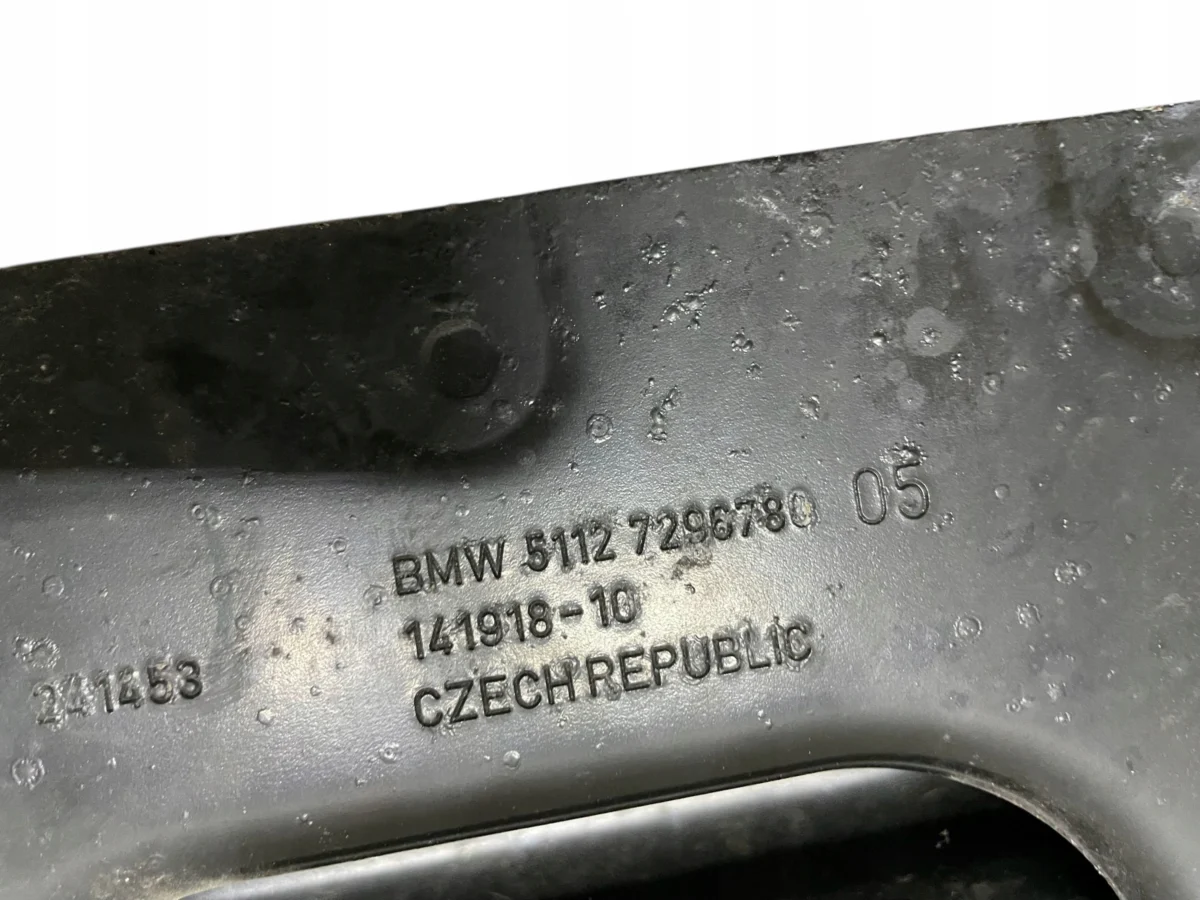 BMW 5112 7296780 05
141918-10
CZECH REPUBLIC
241453